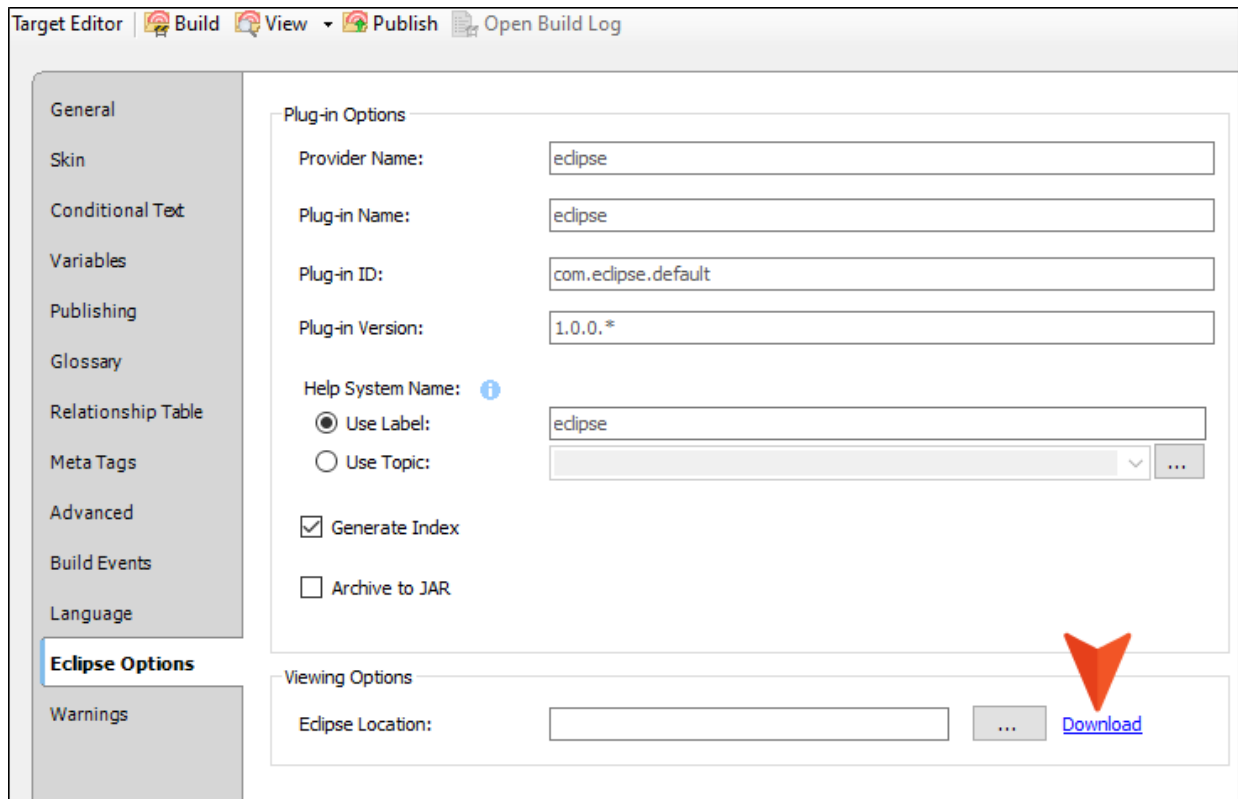 Target Editor Build View Publish Open Build Log
General
Skin
Conditional Text
Variables
Publishing
Glossary
Relationship Table
Meta Tags
Advanced
Build Events
Language
Eclipse Options
Warnings
Plug-in Options
Provider Name: eclipse
Plug-in Name: eclipse
Plug-in ID: com.eclipse.default
Plug-in Version: 1.0.0.*
Help System Name: i
Use Label: eclipse
Use Topic: ...
Generate Index
Archive to JAR
Viewing Options
Eclipse Location: ... Download